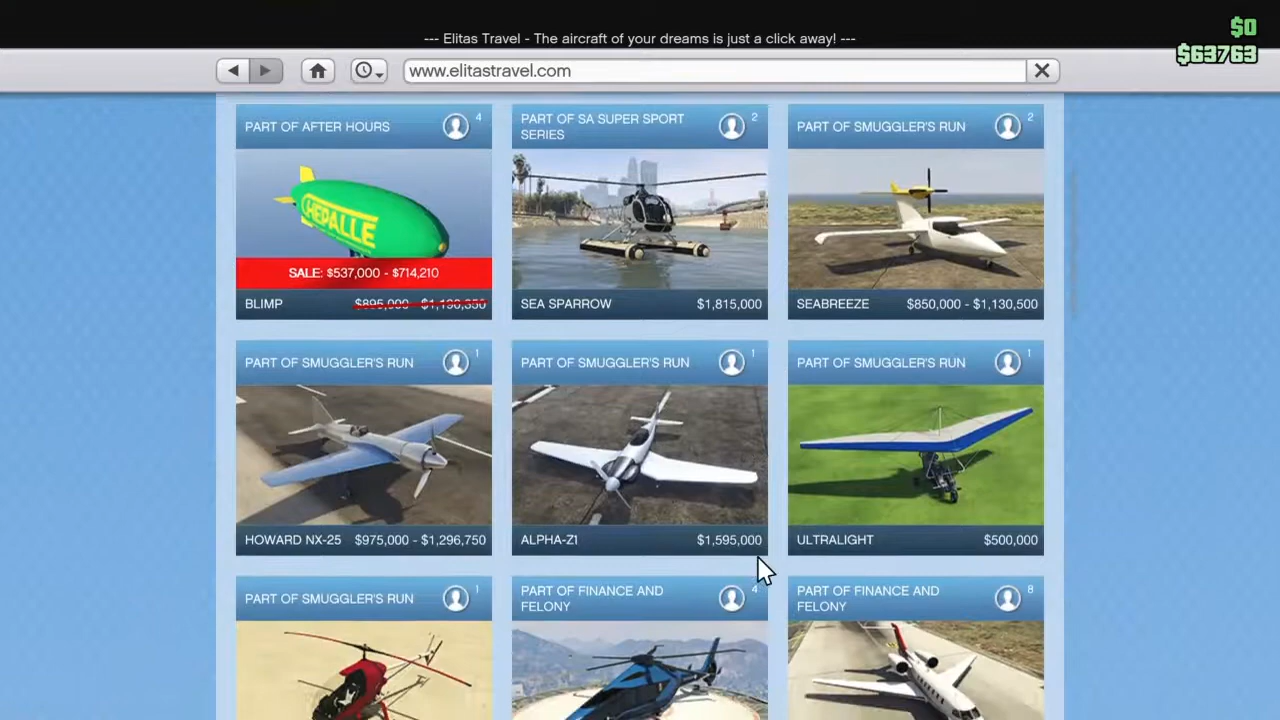 $0
--- Elitas Travel - The aircraft of your dreams is just a click away! ---
$63763
www.elitastravel.com
PART OF AFTER HOURS 4
PART OF SA SUPER SPORT
SERIES 2
PART OF SMUGGLER'S RUN 2
HEPALLE
SALE: $537,000 - $714,210
BLIMP $895,000 - $1,190,350
SEA SPARROW $1,815,000
SEABREEZE $850,000 - $1,130,500
PART OF SMUGGLER'S RUN 1
PART OF SMUGGLER'S RUN 1
PART OF SMUGGLER'S RUN 1
HOWARD NX-25 $975,000 - $1,296,750
ALPHA-Z1 $1,595,000
ULTRALIGHT $500,000
PART OF SMUGGLER'S RUN 1
PART OF FINANCE AND
FELONY 4
PART OF FINANCE AND
FELONY 8